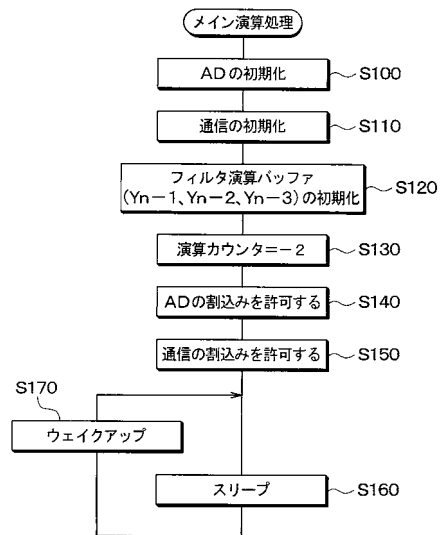 メイン演算処理
ADの初期化
S100
通信の初期化
S110
フィルタ演算バッファ
(Yn-1、Yn-2、Yn-3)の初期化
S120
演算カウンタ=-2
S130
ADの割込みを許可する
S140
通信の割込みを許可する
S150
S170
ウェイクアップ
スリープ
S160